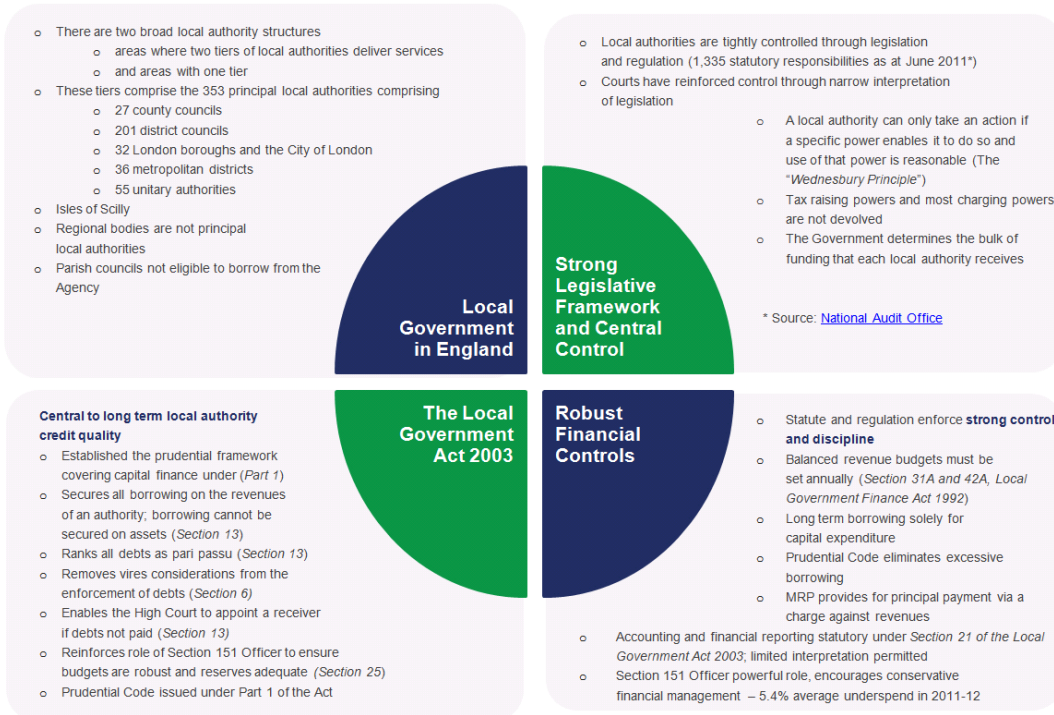 There are two broad local authority structures
areas where two tiers of local authorities deliver services
and areas with one tier
These tiers comprise the 353 principal local authorities comprising
27 county councils
201 district councils
32 London boroughs and the City of London
36 metropolitan districts
55 unitary authorities
Isles of Scilly
Regional bodies are not principal
local authorities
Parish councils not eligible to borrow from the
Agency
Local
Government
in England
Local authorities are tightly controlled through legislation
and regulation (1,335 statutory responsibilities as at June 2011*)
Courts have reinforced control through narrow interpretation
of legislation
A local authority can only take an action if
a specific power enables it to do so and
use of that power is reasonable (The
“Wednesbury Principle”)
Tax raising powers and most charging powers
are not devolved
The Government determines the bulk of
funding that each local authority receives
* Source: National Audit Office
Strong
Legislative
Framework
and Central
Control
Central to long term local authority
credit quality
Established the prudential framework
covering capital finance under (Part 1)
Secures all borrowing on the revenues
of an authority; borrowing cannot be
secured on assets (Section 13)
Ranks all debts as pari passu (Section 13)
Removes vires considerations from the
enforcement of debts (Section 6)
Enables the High Court to appoint a receiver
if debts not paid (Section 13)
Reinforces role of Section 151 Officer to ensure
budgets are robust and reserves adequate (Section 25)
Prudential Code issued under Part 1 of the Act
The Local
Government
Act 2003
Robust
Financial
Controls
Statute and regulation enforce strong control
and discipline
Balanced revenue budgets must be
set annually (Section 31A and 42A, Local
Government Finance Act 1992)
Long term borrowing solely for
capital expenditure
Prudential Code eliminates excessive
borrowing
MRP provides for principal payment via a
charge against revenues
Accounting and financial reporting statutory under Section 21 of the Local
Government Act 2003; limited interpretation permitted
Section 151 Officer powerful role, encourages conservative
financial management – 5.4% average underspend in 2011-12